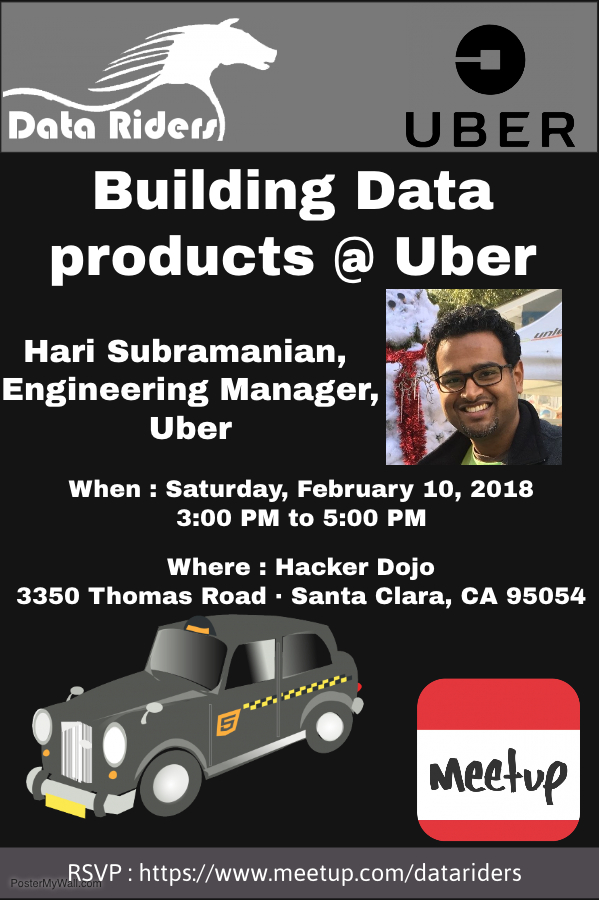 Data Riders
UBER
Building Data
products @ Uber
Hari Subramanian,
Engineering Manager,
Uber
When : Saturday, February 10, 2018
3:00 PM to 5:00 PM
Where : Hacker Dojo
3350 Thomas Road · Santa Clara, CA 95054
5
Meetup
RSVP : https://www.meetup.com/datariders
PosterMyWall.com